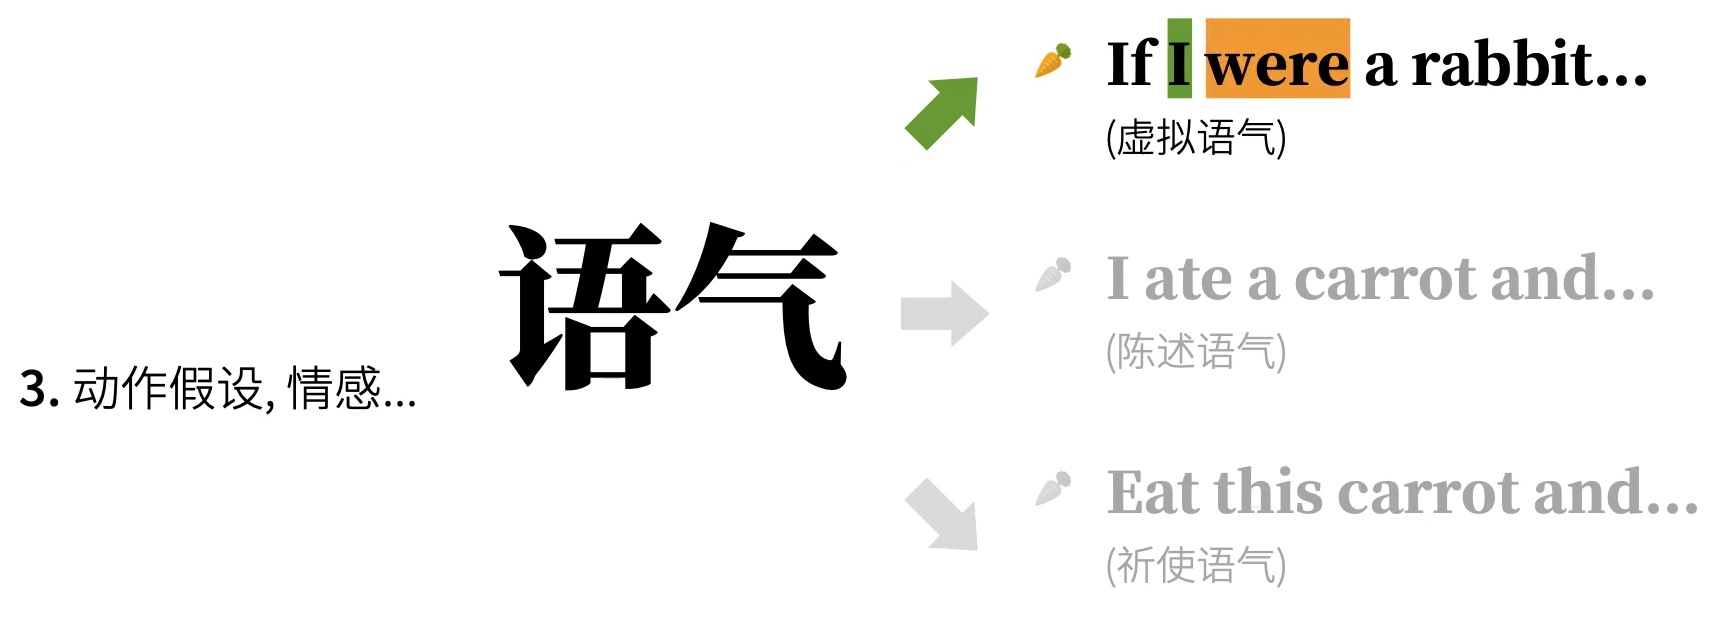 3. 动作假设, 情感...
语气
If I were a rabbit...
(虚拟语气)
I ate a carrot and...
(陈述语气)
Eat this carrot and...
(祈使语气)